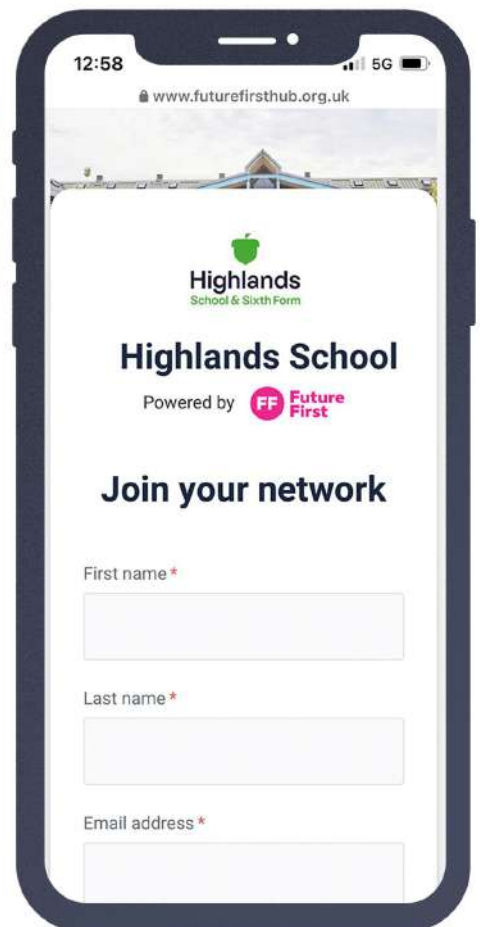 12:58
5G
www.futurefirsthub.org.uk
Highlands
School & Sixth Form
Highlands School
Powered by FF Future
First
Join your network
First name *
Last name *
Email address *